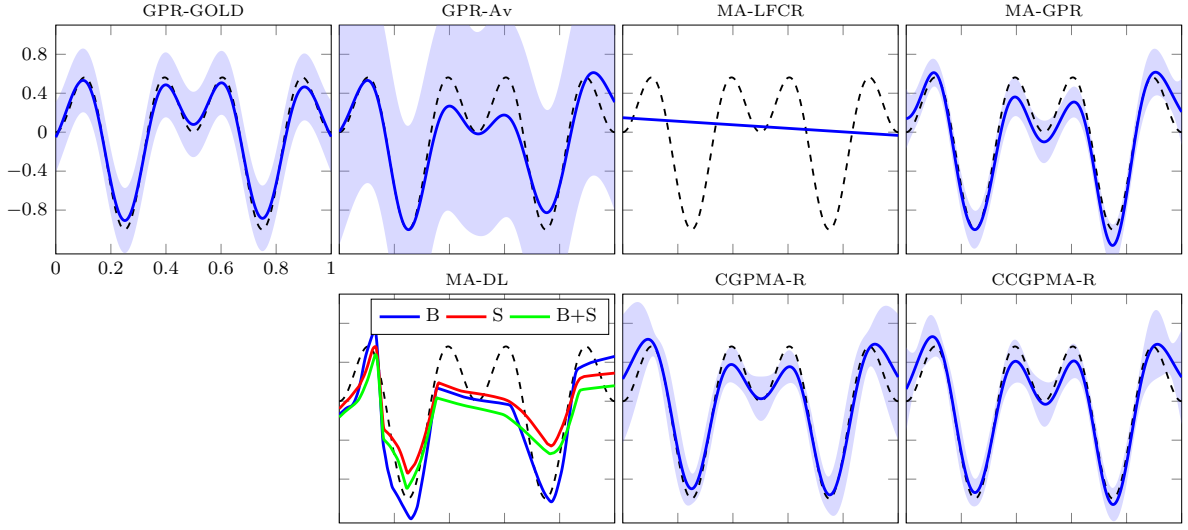 GPR-GOLD
GPR-Av
MA-LFCR
MA-GPR
0.8
0.4
0
−0.4
−0.8
0 0.2 0.4 0.6 0.8 1
MA-DL
CGPMA-R
CCGPMA-R
B S B+S